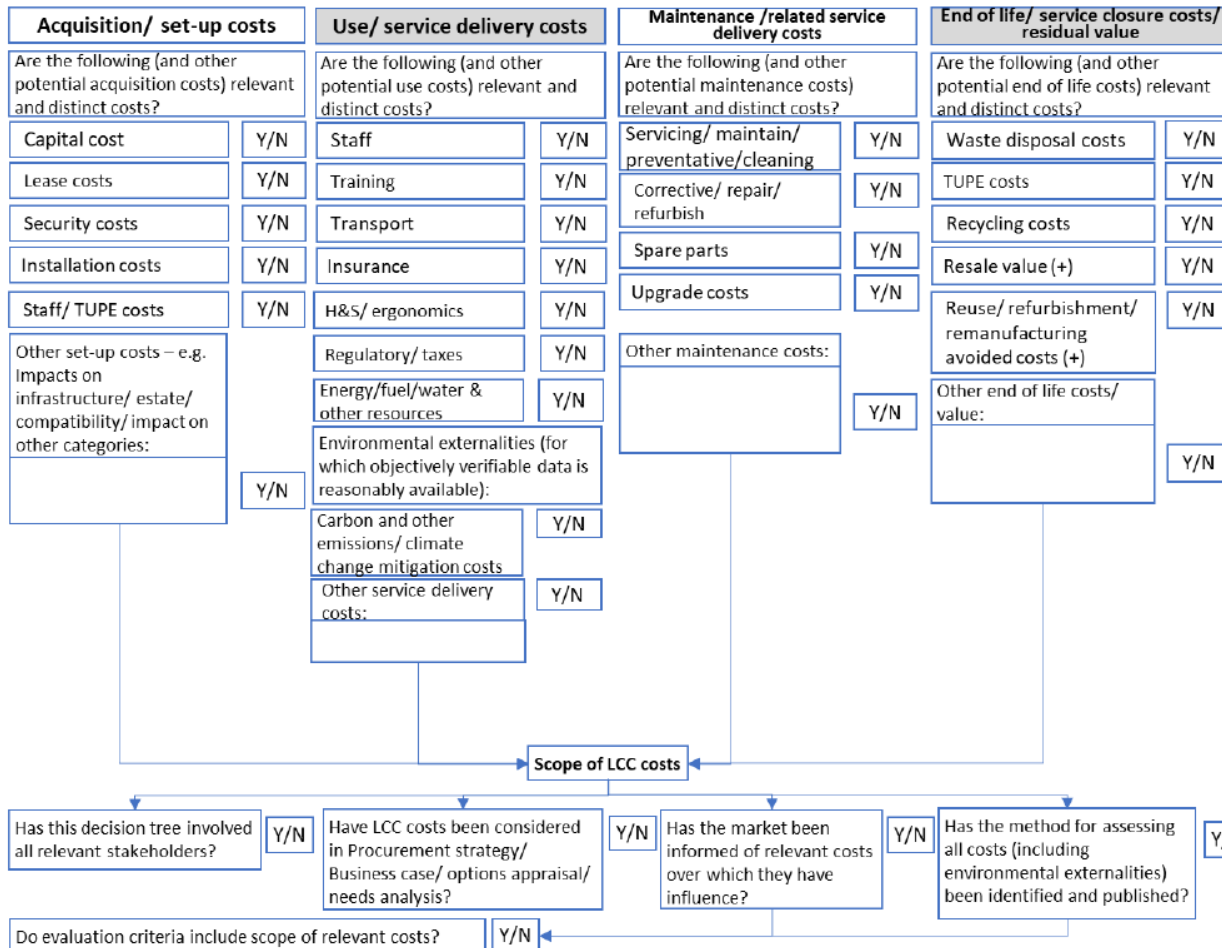 Acquisition/ set-up costs
Are the following (and other
potential acquisition costs) relevant
and distinct costs?
Capital cost
Y/N
Lease costs
Y/N
Security costs
Y/N
Installation costs
Y/N
Staff/ TUPE costs
Y/N
Other set-up costs – e.g.
Impacts on
infrastructure/ estate/
compatibility/ impact on
other categories:
Y/N
Use/ service delivery costs
Are the following (and other
potential use costs) relevant and
distinct costs?
Staff
Y/N
Training
Y/N
Transport
Y/N
Insurance
Y/N
H&S/ ergonomics
Y/N
Regulatory/ taxes
Y/N
Energy/fuel/water &
other resources
Y/N
Environmental externalities (for
which objectively verifiable data is
reasonably available):
Carbon and other
emissions/ climate
change mitigation costs
Y/N
Other service delivery
costs:
Y/N
Maintenance /related service
delivery costs
Are the following (and other
potential maintenance costs)
relevant and distinct costs?
Servicing/ maintain/
preventative/cleaning
Y/N
Corrective/ repair/
refurbish
Y/N
Spare parts
Y/N
Upgrade costs
Y/N
Other maintenance costs:
Y/N
End of life/ service closure costs/
residual value
Are the following (and other
potential end of life costs) relevant
and distinct costs?
Waste disposal costs
Y/N
TUPE costs
Y/N
Recycling costs
Y/N
Resale value (+)
Y/N
Reuse/ refurbishment/
remanufacturing
avoided costs (+)
Y/N
Other end of life costs/
value:
Y/N
Scope of LCC costs
Has this decision tree involved
all relevant stakeholders?
Y/N
Have LCC costs been considered
in Procurement strategy/
Business case/ options appraisal/
needs analysis?
Y/N
Has the market been
informed of relevant costs
over which they have
influence?
Y/N
Has the method for assessing
all costs (including
environmental externalities)
been identified and published?
Y/
Do evaluation criteria include scope of relevant costs?
Y/N